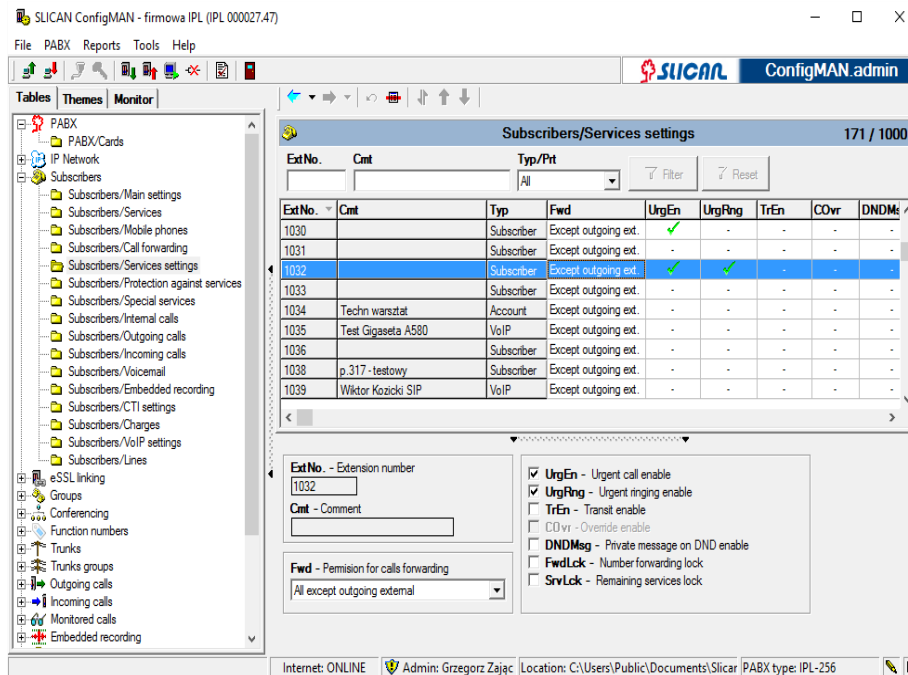 SLICAN ConfigMAN - firmowa IPL (IPL 000027.47)
File PABX Reports Tools Help
SLICAN ConfigMAN.admin
Tables Themes Monitor
PABX
PABX/Cards
IP Network
Subscribers
Subscribers/Main settings
Subscribers/Services
Subscribers/Mobile phones
Subscribers/Call forwarding
Subscribers/Services settings
Subscribers/Protection against services
Subscribers/Special services
Subscribers/Internal calls
Subscribers/Outgoing calls
Subscribers/Incoming calls
Subscribers/Voicemail
Subscribers/Embedded recording
Subscribers/CTI settings
Subscribers/Charges
Subscribers/VoIP settings
Subscribers/Lines
eSSL linking
Groups
Conferencing
Function numbers
Trunks
Trunks groups
Outgoing calls
Incoming calls
Monitored calls
Embedded recording
Subscribers/Services settings 171 / 1000
ExtNo. Cmt Typ/Prt
All Filter Reset
ExtNo. Cmt Typ Fwd UrgEn UrgRng TrEn COvr DNDMs
1030 Subscriber Except outgoing ext. - - - -
1031 Subscriber Except outgoing ext. - - - - -
1032 Subscriber Except outgoing ext. - - -
1033 Subscriber Except outgoing ext. - - - - -
1034 Techn warsztat Account Except outgoing ext. - - - - -
1035 Test Gigaseta A580 VoIP Except outgoing ext. - - - - -
1036 Subscriber Except outgoing ext. - - - - -
1038 p.317 - testowy Subscriber Except outgoing ext. - - - - -
1039 Wiktor Kozicki SIP VoIP Except outgoing ext. - - - - -
ExtNo. - Extension number
1032
Cmt - Comment
Fwd - Permision for calls forwarding
All except outgoing external
UrgEn - Urgent call enable
UrgRng - Urgent ringing enable
TrEn - Transit enable
COvr - Override enable
DNDMsg - Private message on DND enable
FwdLck - Number forwarding lock
SrvLck - Remaining services lock
Internet: ONLINE Admin: Grzegorz Zając Location: C:\Users\Public\Documents\Slicar PABX type: IPL-256